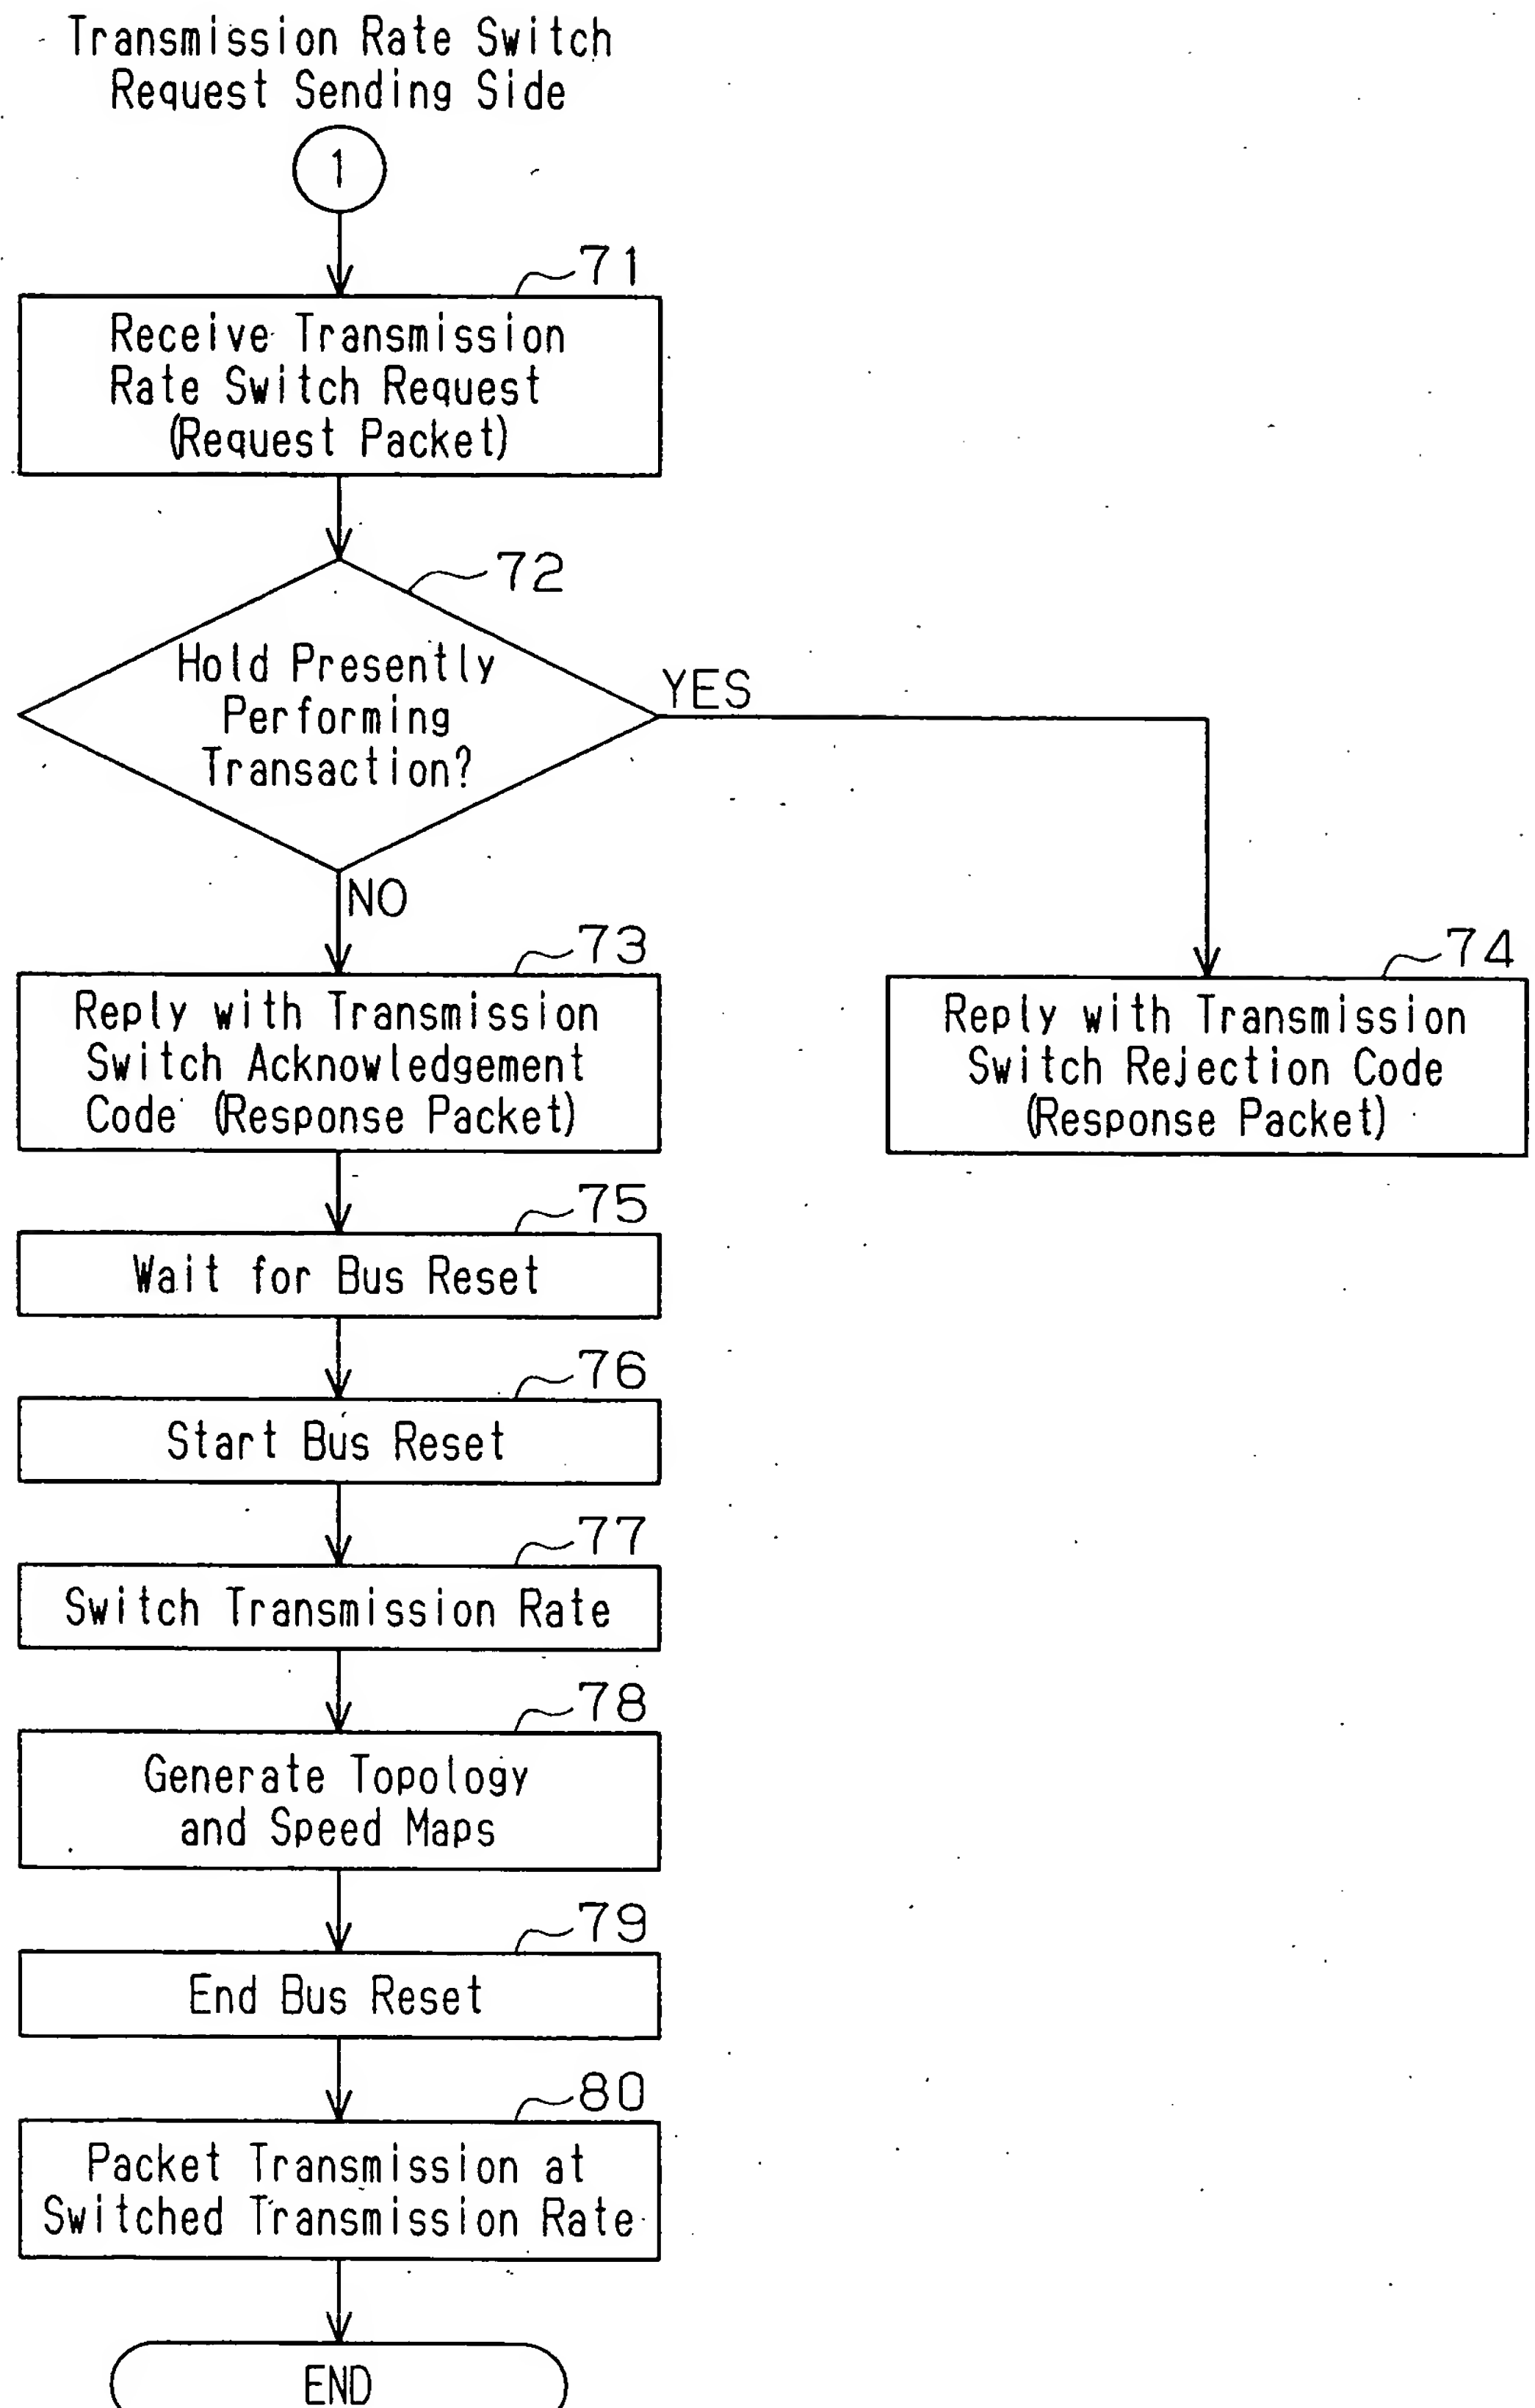 Transmission Rate Switch
Request Sending Side
1
71
Receive Transmission
Rate Switch Request
(Request Packet)
72
Hold Presently
Performing
Transaction?
YES
NO
73
Reply with Transmission
Switch Acknowledgement
Code (Response Packet)
74
Reply with Transmission
Switch Rejection Code
(Response Packet)
75
Wait for Bus Reset
76
Start Bus Reset
77
Switch Transmission Rate
78
Generate Topology
and Speed Maps
79
End Bus Reset
80
Packet Transmission at
Switched Transmission Rate
END